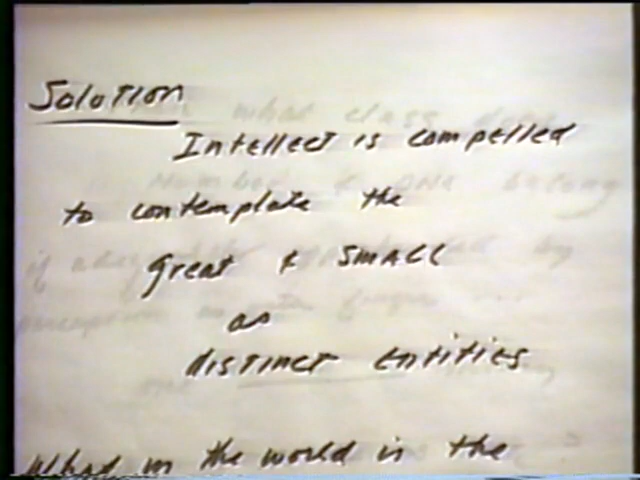 Solution
Intellect is compelled
to contemplate the
great & small
as
distinct entities
What in the world is the